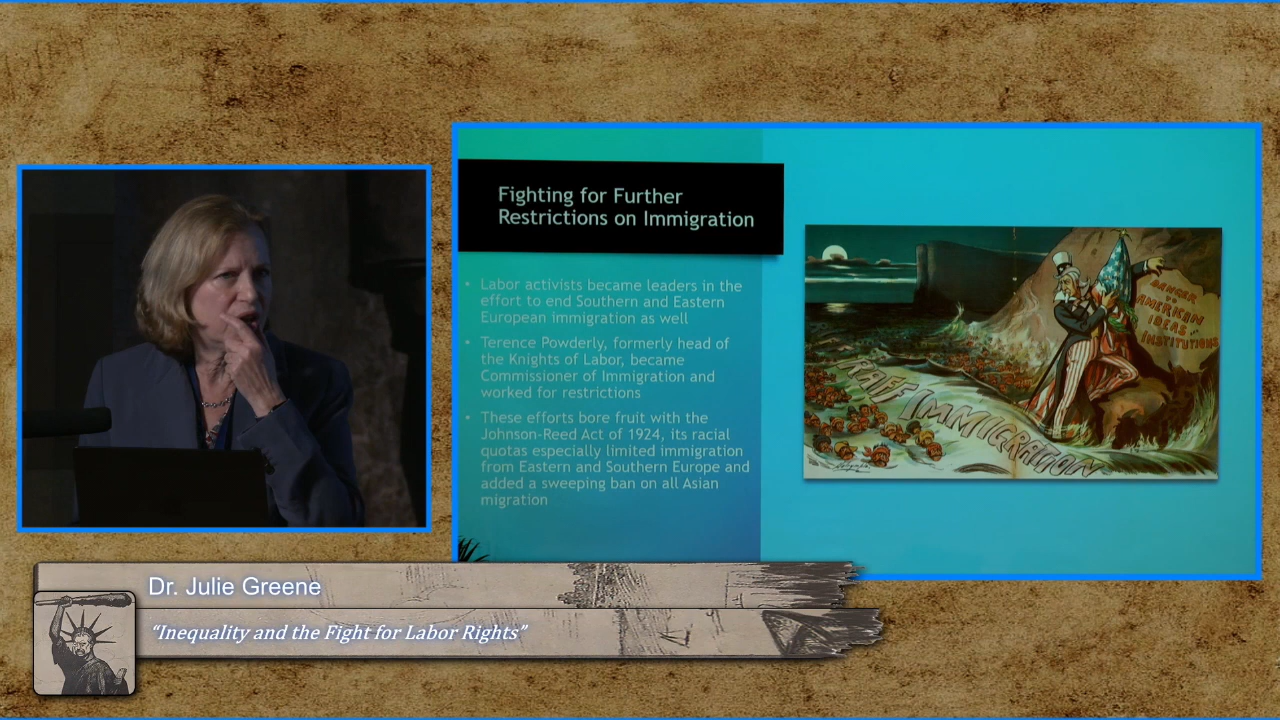 Fighting for Further
Restrictions on Immigration
• Labor activists became leaders in the
effort to end Southern and Eastern
European immigration as well
• Terence Powderly, formerly head of
the Knights of Labor, became
Commissioner of Immigration and
worked for restrictions
• These efforts bore fruit with the
Johnson-Reed Act of 1924, its racial
quotas especially limited immigration
from Eastern and Southern Europe and
added a sweeping ban on all Asian
migration
DANGER
TO
AMERICAN
IDEAS
INSTITUTIONS
IMMIGRATION
Dr. Julie Greene
“Inequality and the Fight for Labor Rights”